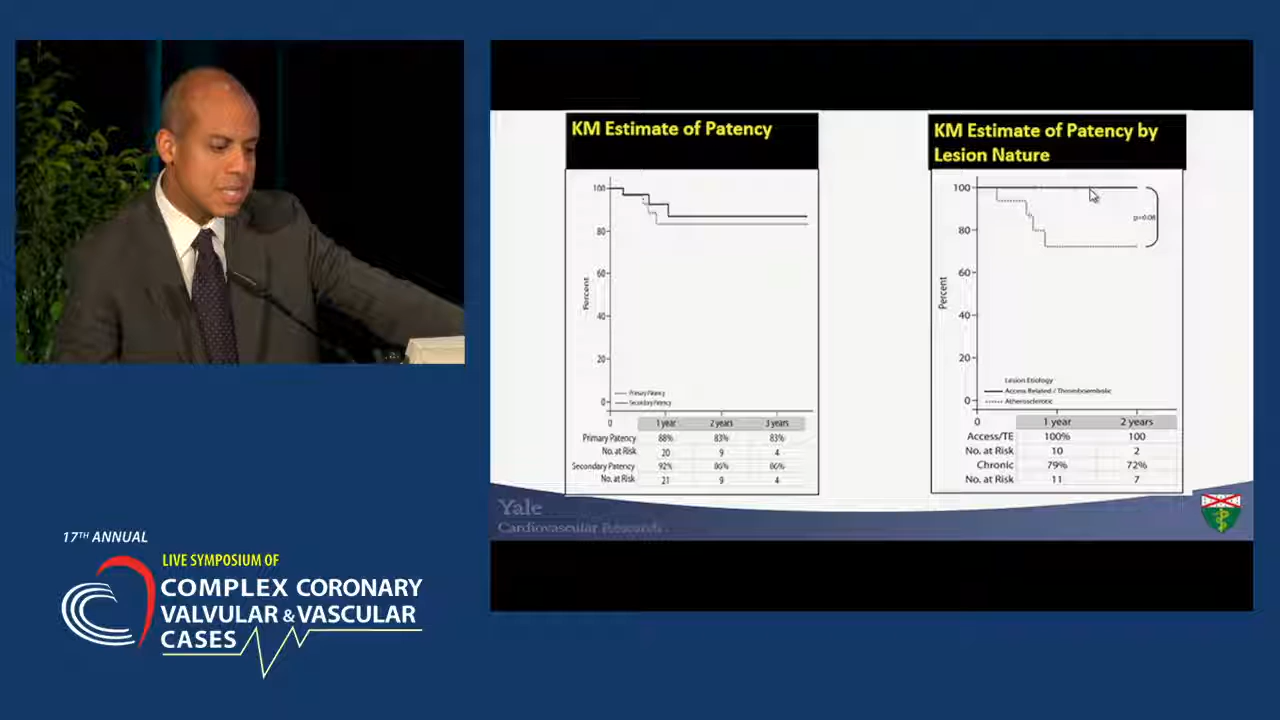 KM Estimate of Patency
100
80
60
40
20
0
Percent
Primary Patency
Secondary Patency
0 1 year 2 years 3 years
Primary Patency 88% 83% 83%
No. at Risk 20 9 4
Secondary Patency 92% 86% 86%
No. at Risk 21 9 4
KM Estimate of Patency by
Lesion Nature
100
80
60
40
20
0
Percent
p=0.08
Lesion Etiology
Access Related / Thromboembolic
Atherosclerotic
0 1 year 2 years
Access/TE 100% 100
No. at Risk 10 2
Chronic 79% 72%
No. at Risk 11 7
Yale
Cardiovascular Research
17TH ANNUAL
LIVE SYMPOSIUM OF
COMPLEX CORONARY
VALVULAR & VASCULAR
CASES